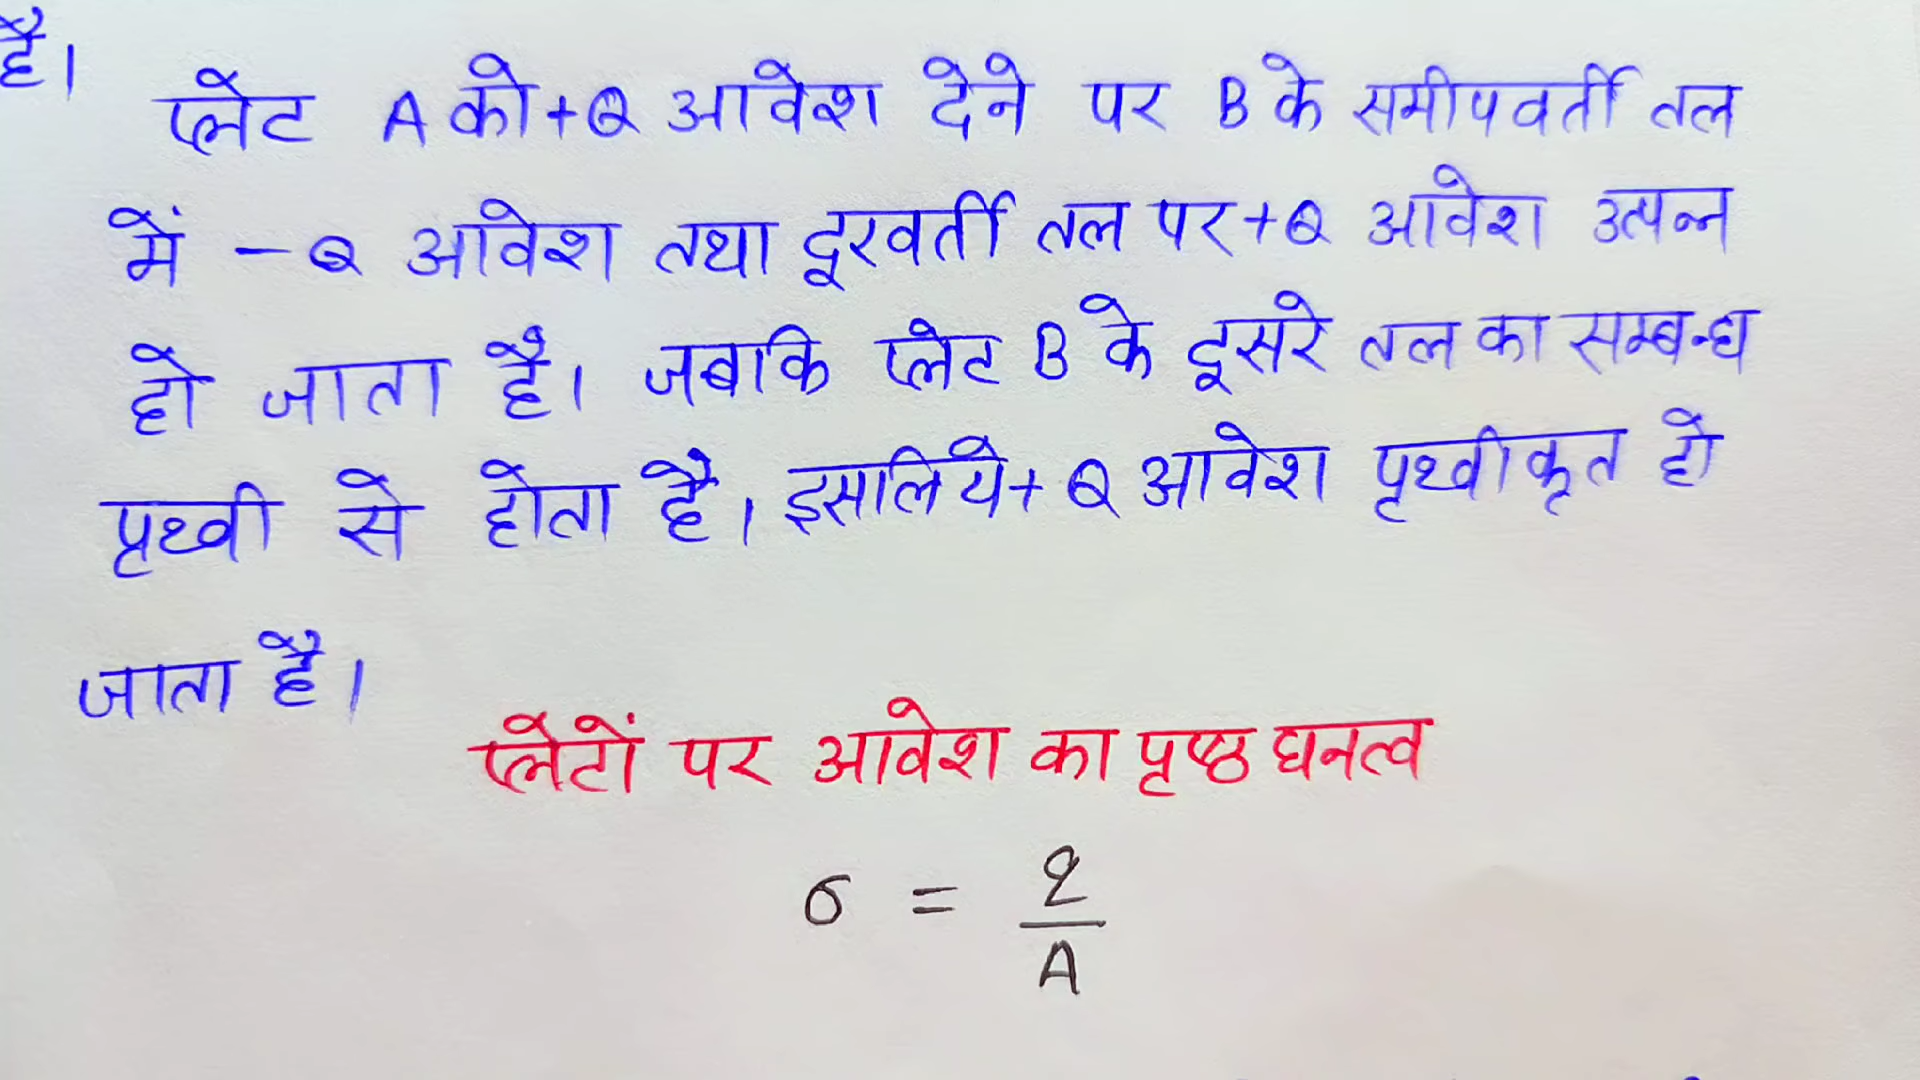 है।
प्लेट A को +Q आवेश देने पर B के समीपवर्ती तल
में -Q आवेश तथा दूरवर्ती तल पर +Q आवेश उत्पन्न
हो जाता है। जबकि प्लेट B के दूसरे तल का सम्बन्ध
पृथ्वी से होता है। इसलिये +Q आवेश पृथ्वीकृत हो
जाता है।
प्लेटों पर आवेश का पृष्ठ घनत्व
σ = q/A